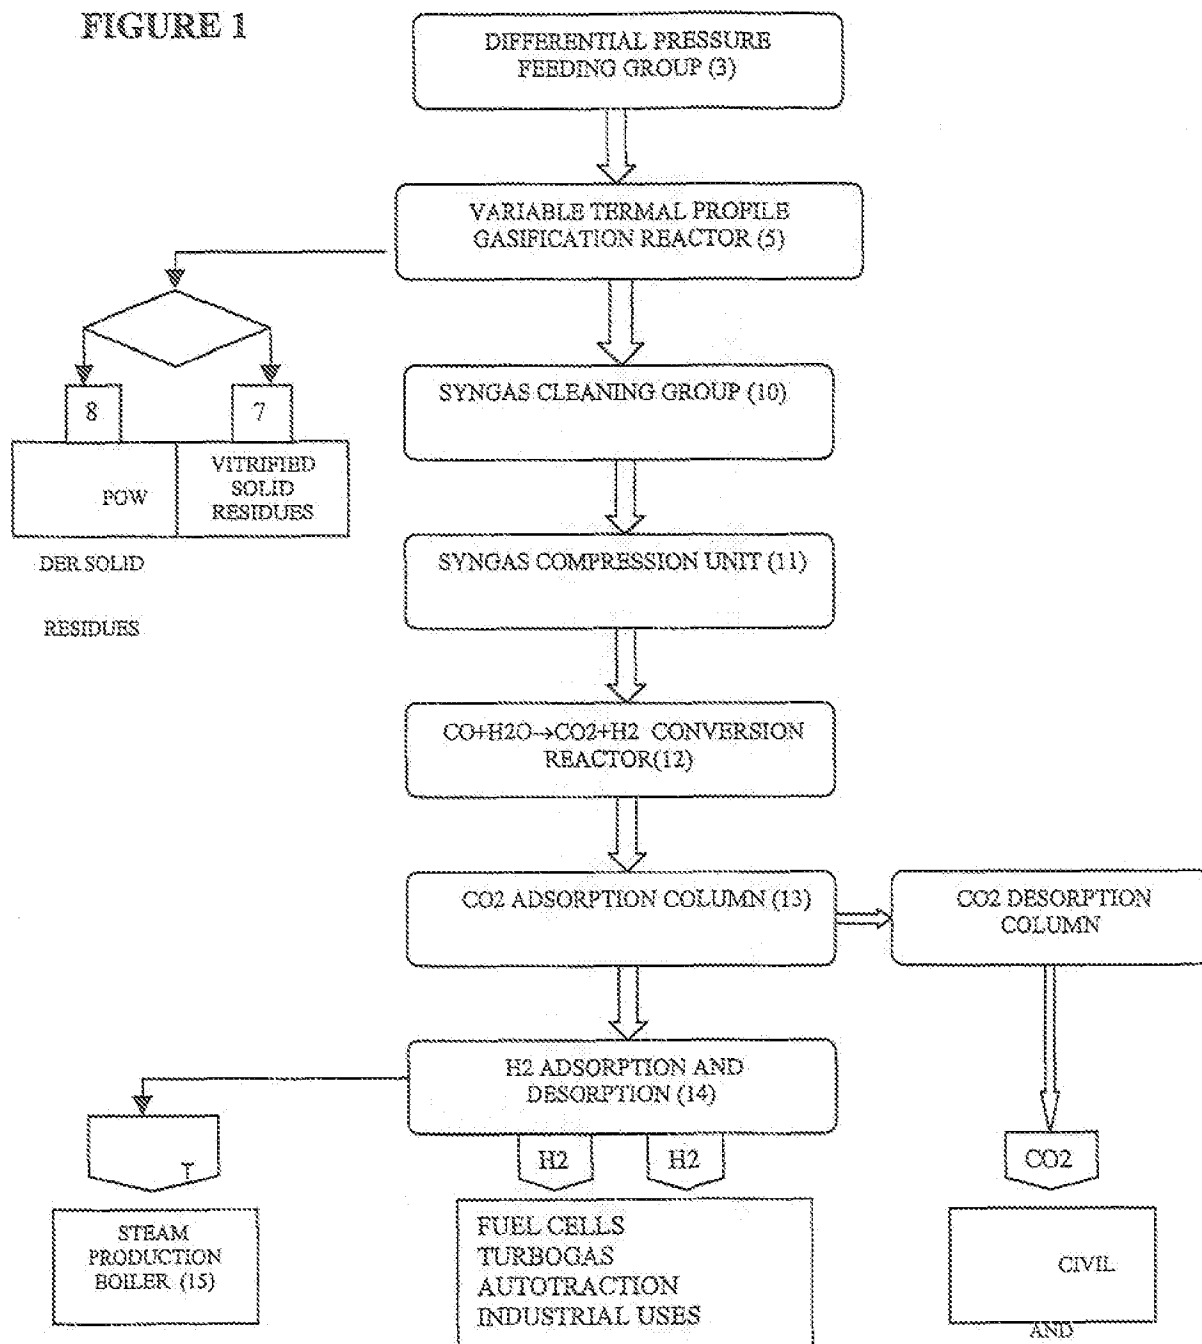 FIGURE 1
DIFFERENTIAL PRESSURE
FEEDING GROUP (3)
VARIABLE TERMAL PROFILE
GASIFICATION REACTOR (5)
SYNGAS CLEANING GROUP (10)
8
7
POW
VITRIFIED
SOLID
RESIDUES
DER SOLID
RESIDUES
SYNGAS COMPRESSION UNIT (11)
CO+H2O→CO2+H2 CONVERSION
REACTOR(12)
CO2 ADSORPTION COLUMN (13)
CO2 DESORPTION
COLUMN
H2 ADSORPTION AND
DESORPTION (14)
T
H2
H2
CO2
STEAM
PRODUCTION
BOILER (15)
FUEL CELLS
TURBOGAS
AUTOTRACTION
INDUSTRIAL USES
CIVIL
AND